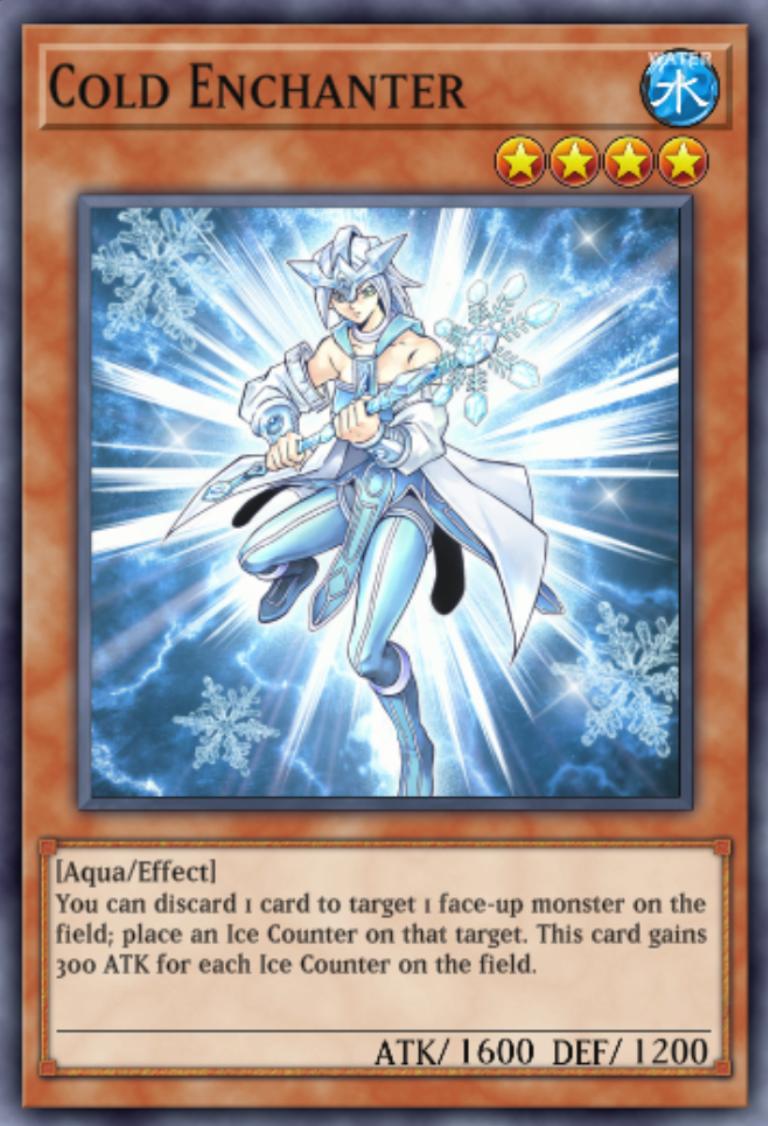 Cold Enchanter
WATER
水
[Aqua/Effect]
You can discard 1 card to target 1 face-up monster on the
field; place an Ice Counter on that target. This card gains
300 ATK for each Ice Counter on the field.
ATK/ 1600 DEF/ 1200